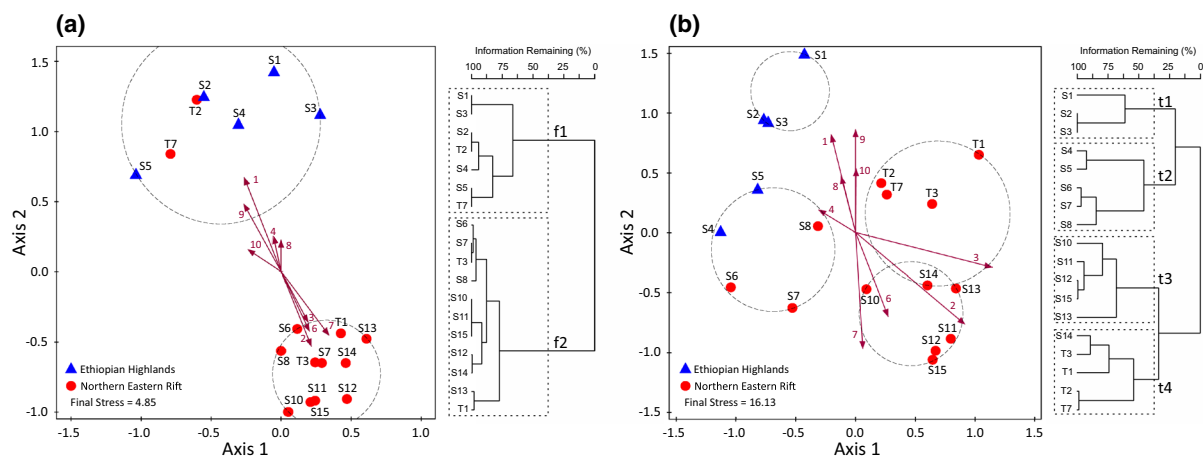 (a)
1.5
1.0
0.5
0.0
-0.5
-1.0
Axis 2
S1
S2
T2
S4
S3
T7
S5
1
9
4
8
10
3
6
7
2
S6
T1
S13
S8
T3
S7
S14
S11
S12
S10
S15
Ethiopian Highlands
Northern Eastern Rift
Final Stress = 4.85
-1.5 -1.0 -0.5 0.0 0.5 1.0
Axis 1
Information Remaining (%)
100 75 50 25 0
S1
S3
S2
T2
S4
S5
T7
f1
S6
S7
T3
S8
S10
S11
S15
S12
S14
S13
T1
f2
(b)
1.5
1.0
0.5
0.0
-0.5
-1.0
-1.5
Axis 2
S1
S2
S3
S5
S4
S8
S6
S7
T1
T2
T7
T3
1
9
10
8
4
3
6
2
7
S10
S14
S13
S11
S12
S15
Ethiopian Highlands
Northern Eastern Rift
Final Stress = 16.13
-1.5 -1.0 -0.5 0.0 0.5 1.0 1.5
Axis 1
Information Remaining (%)
100 75 50 25 0
S1
S2
S3
t1
S4
S5
S6
S7
S8
t2
S10
S11
S12
S15
S13
t3
S14
T3
T1
T2
T7
t4